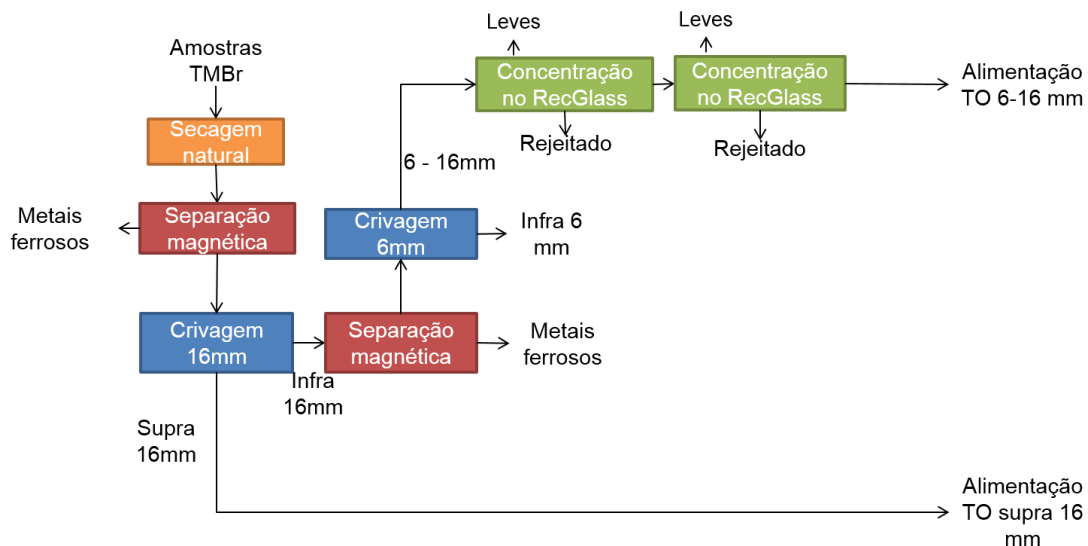 Amostras
TMBr
Secagem
natural
Metais
ferrosos
Separação
magnética
Crivagem
16mm
Infra
16mm
Supra
16mm
Separação
magnética
Metais
ferrosos
Crivagem
6mm
Infra 6
mm
6 - 16mm
Leves
Concentração
no RecGlass
Rejeitado
Leves
Concentração
no RecGlass
Rejeitado
Alimentação
TO 6-16 mm
Alimentação
TO supra 16
mm